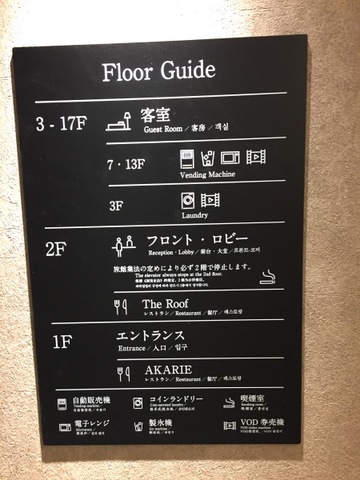 Floor Guide
3 - 17F
客室
Guest Room / 客房 / 객실
7・13F
Vending Machine
3F
Laundry
2F
フロント・ロビー
Reception・Lobby / 櫃台・大堂 / 프론트・로비
旅館業法の定めにより必ず2階で停止します。
The elevator always stops at the 2nd floor.
The Roof
レストラン / Restaurant / 餐厅 / 레스토랑
1F
エントランス
Entrance / 入口 / 입구
AKARIE
レストラン / Restaurant / 餐厅 / 레스토랑
自動販売機
コインランドリー
喫煙室
電子レンジ
製氷機
VOD 券売機